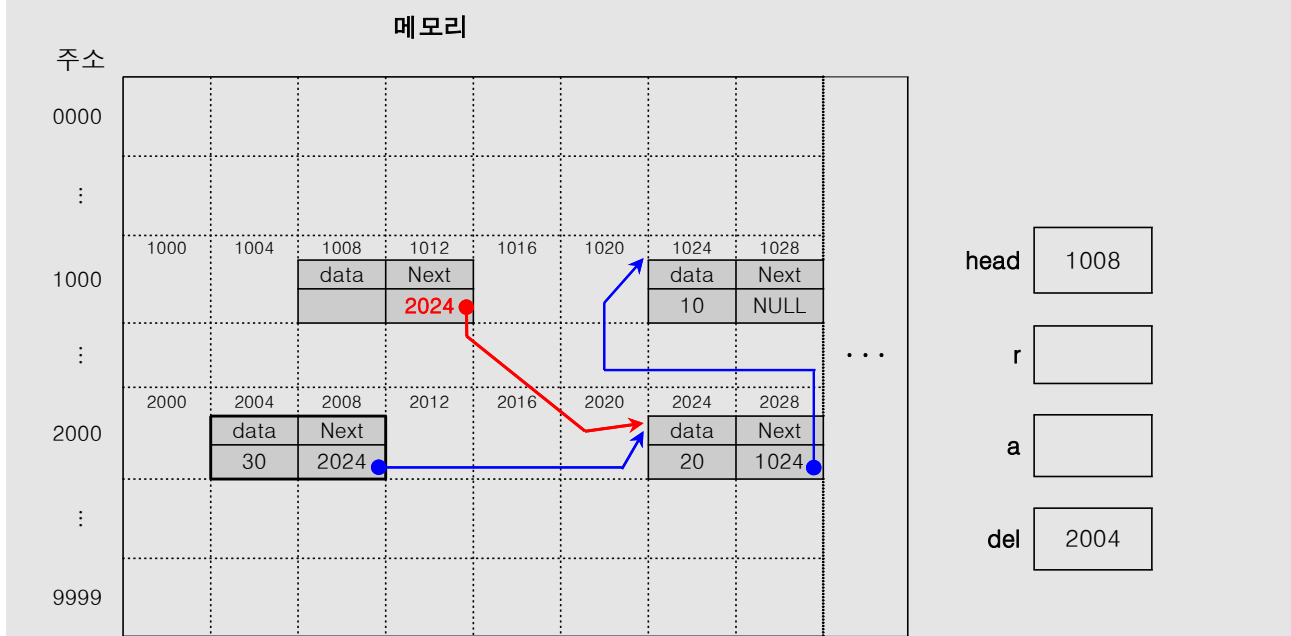 메모리
주소
0000
⋮
1000 1004 1008 1012 1016 1020 1024 1028
1000 data Next data Next head 1008
2024 10 NULL
⋮ ... r
2000 2004 2008 2012 2016 2020 2024 2028
2000 data Next data Next
30 2024 20 1024 a
⋮
del 2004
9999